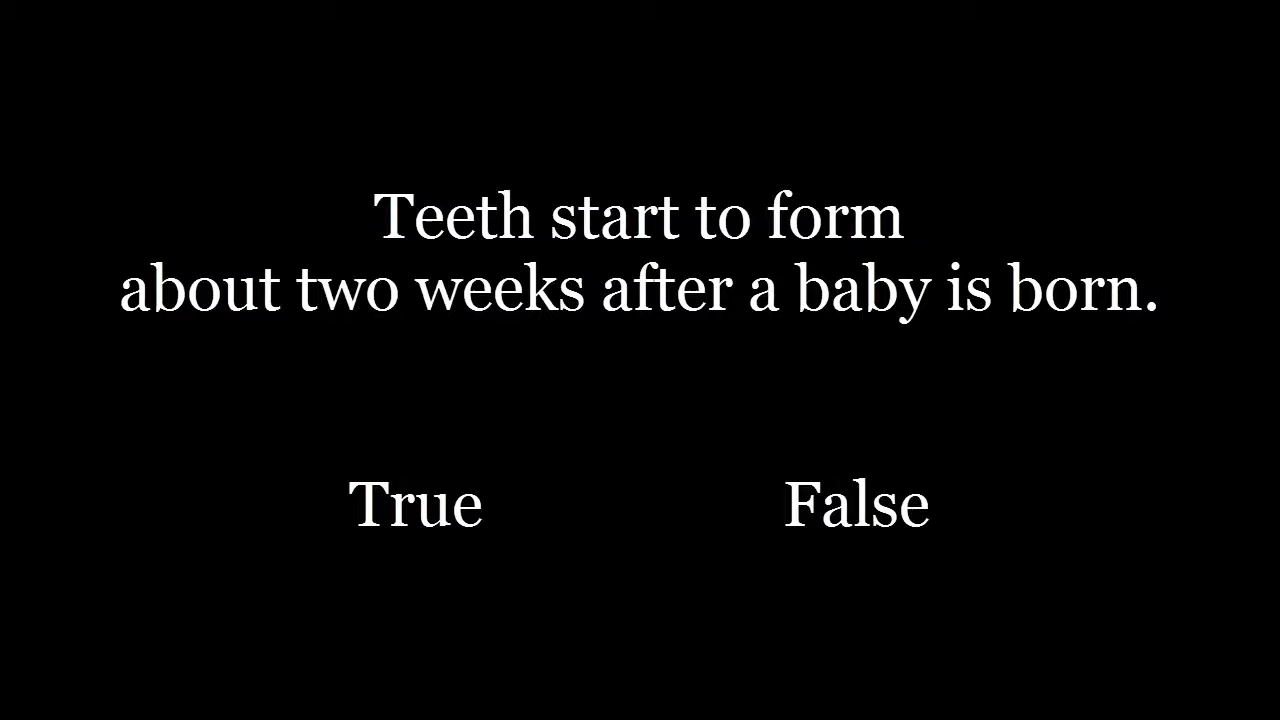 Teeth start to form
about two weeks after a baby is born.
True False